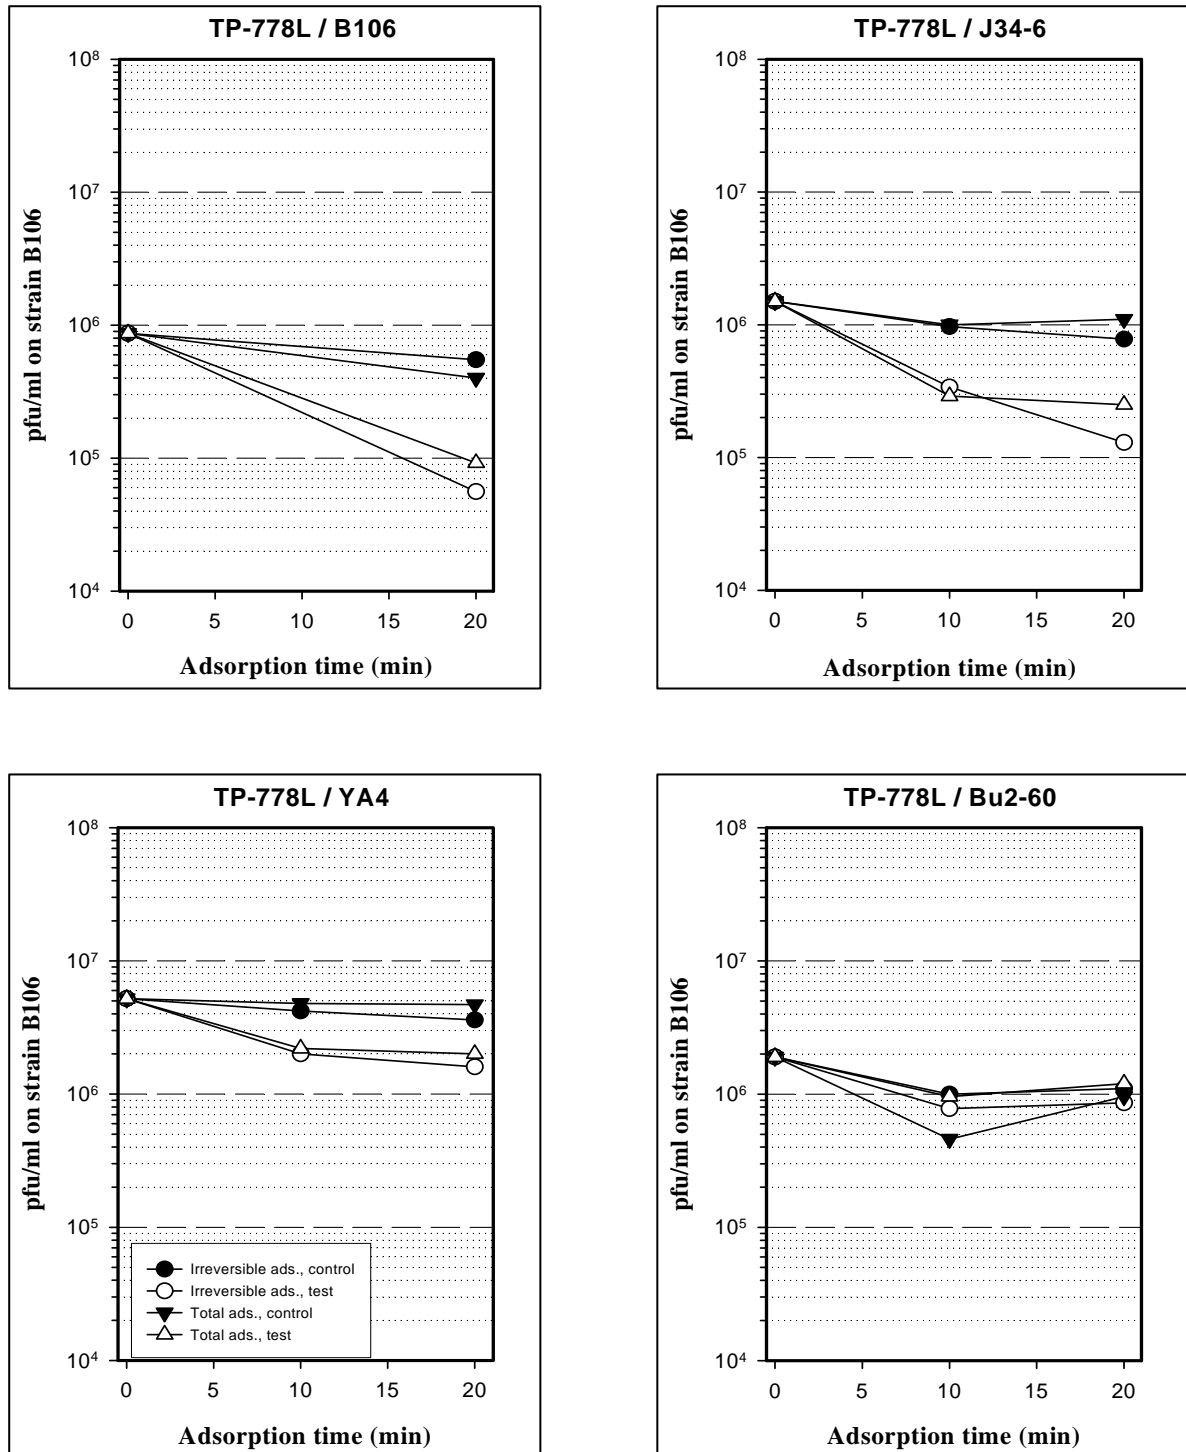 TP-778L / B106
10⁸
10⁷
10⁶
10⁵
10⁴
pfu/ml on strain B106
0 5 10 15 20
Adsorption time (min)
TP-778L / J34-6
10⁸
10⁷
10⁶
10⁵
10⁴
pfu/ml on strain B106
0 5 10 15 20
Adsorption time (min)
TP-778L / YA4
10⁸
10⁷
10⁶
10⁵
10⁴
pfu/ml on strain B106
Irreversible ads., control
Irreversible ads., test
Total ads., control
Total ads., test
0 5 10 15 20
Adsorption time (min)
TP-778L / Bu2-60
10⁸
10⁷
10⁶
10⁵
10⁴
pfu/ml on strain B106
0 5 10 15 20
Adsorption time (min)